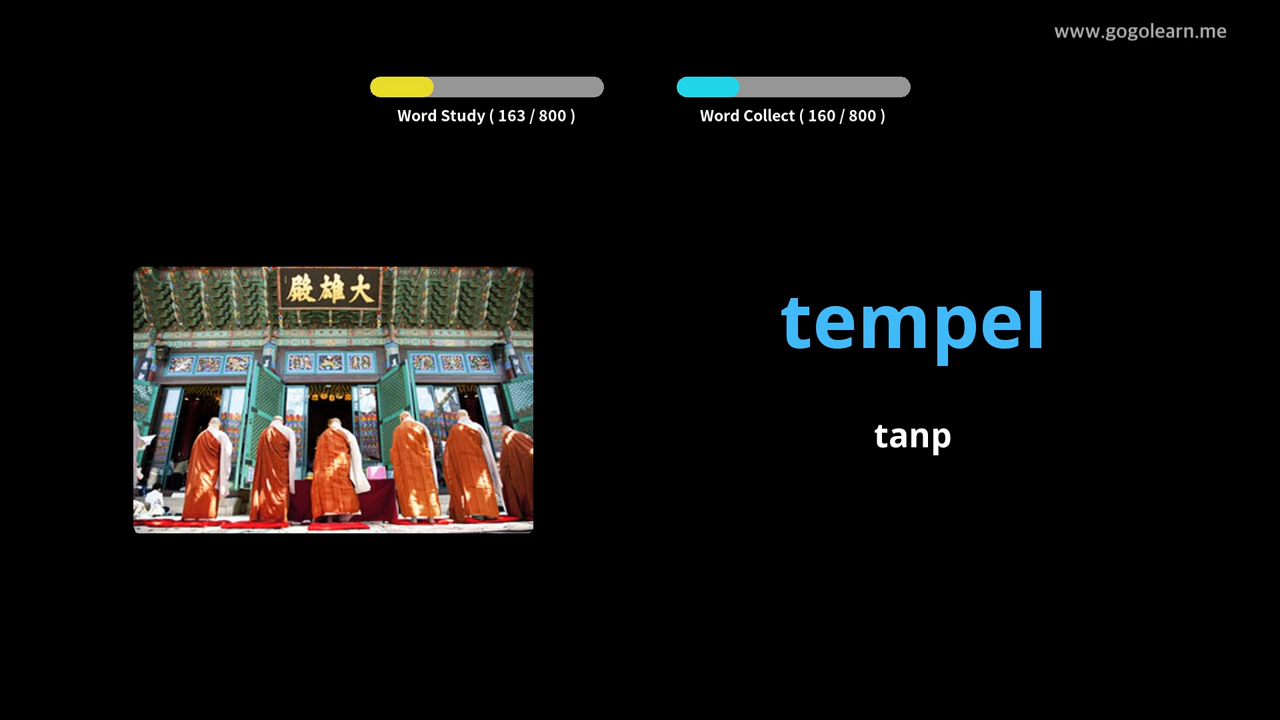 www.gogolearn.me
Word Study ( 163 / 800 )
Word Collect ( 160 / 800 )
殿雄大
tempel
tanp